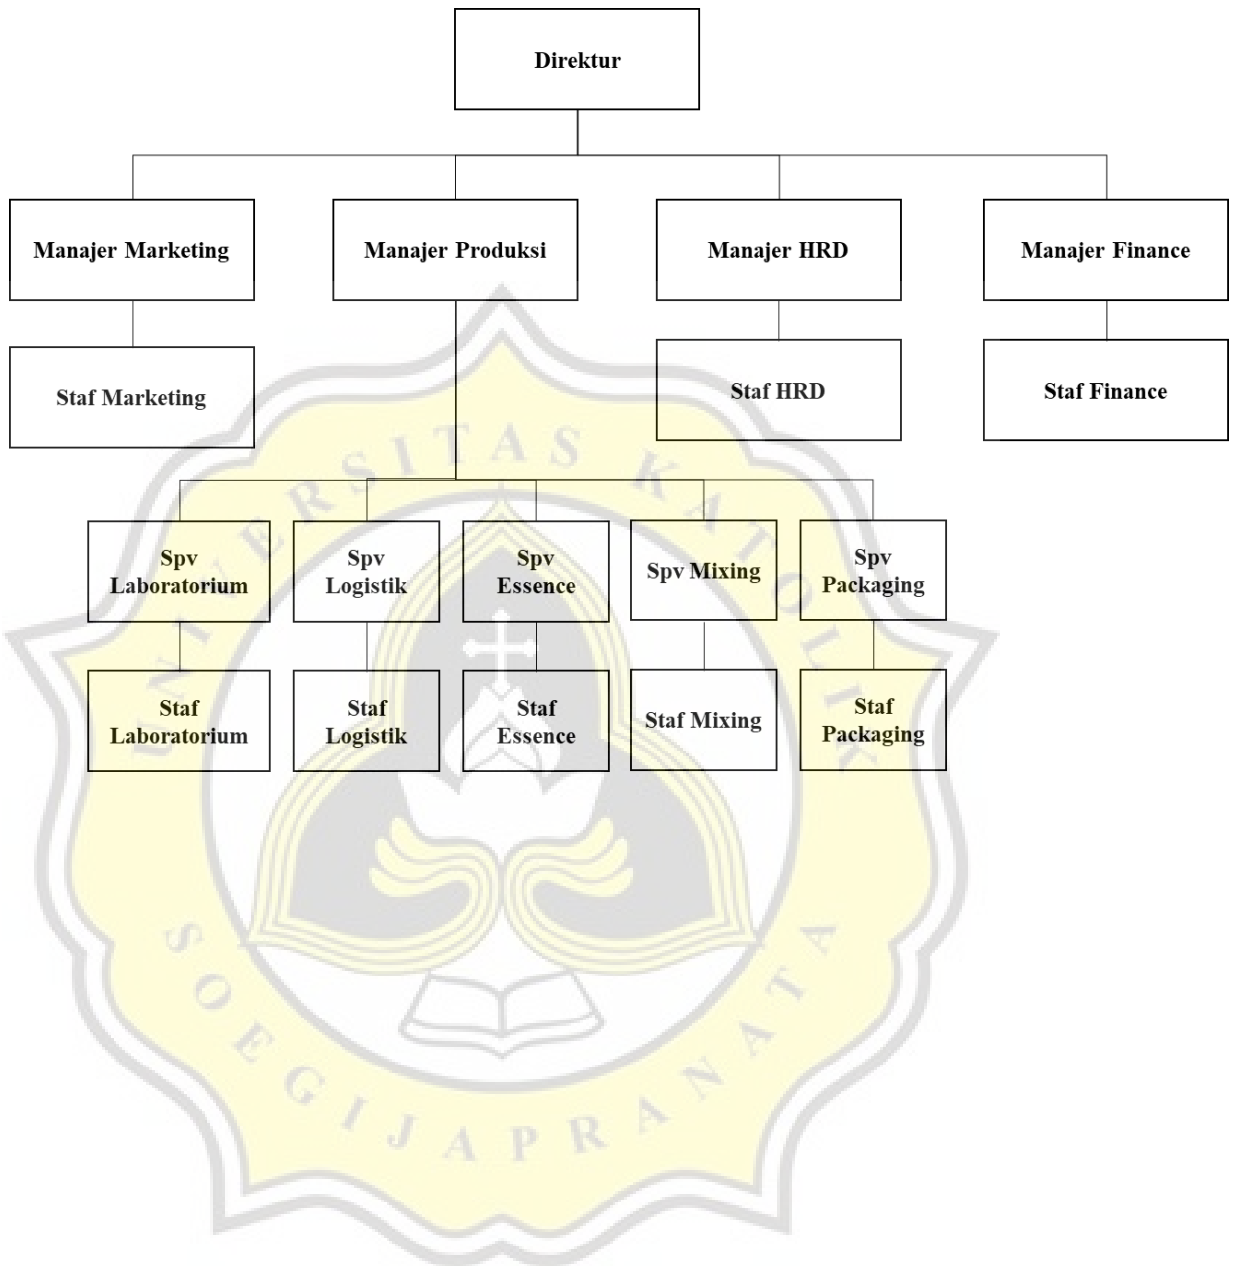 Direktur
Manajer Marketing
Manajer Produksi
Manajer HRD
Manajer Finance
Staf Marketing
Staf HRD
Staf Finance
Spv
Laboratorium
Spv
Logistik
Spv
Essence
Spv Mixing
Spv
Packaging
Staf
Laboratorium
Staf
Logistik
Staf
Essence
Staf Mixing
Staf
Packaging
UNIVERSITAS KATOLIK
SOEGIJAPRANATA